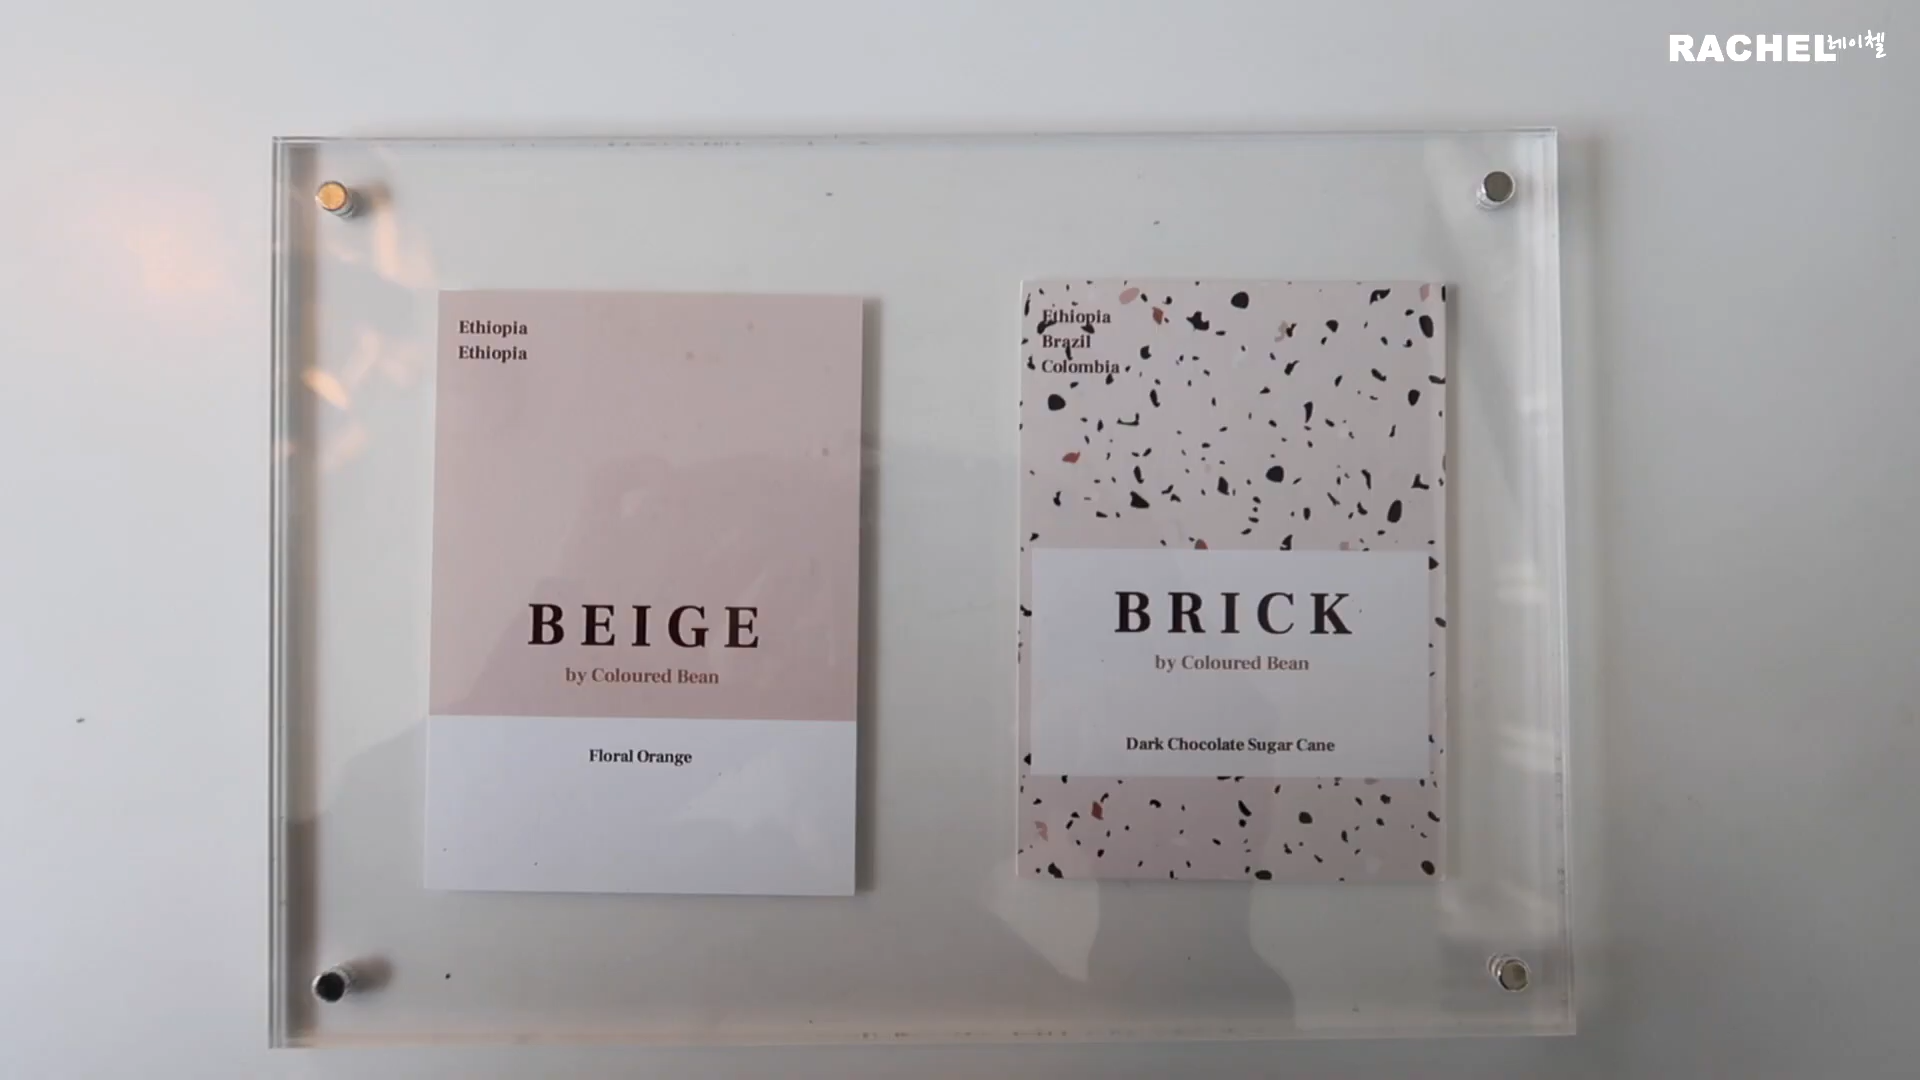 RACHEL레이첼
Ethiopia
Ethiopia
BEIGE
by Coloured Bean
Floral Orange
Ethiopia
Brazil
Colombia
BRICK
by Coloured Bean
Dark Chocolate Sugar Cane